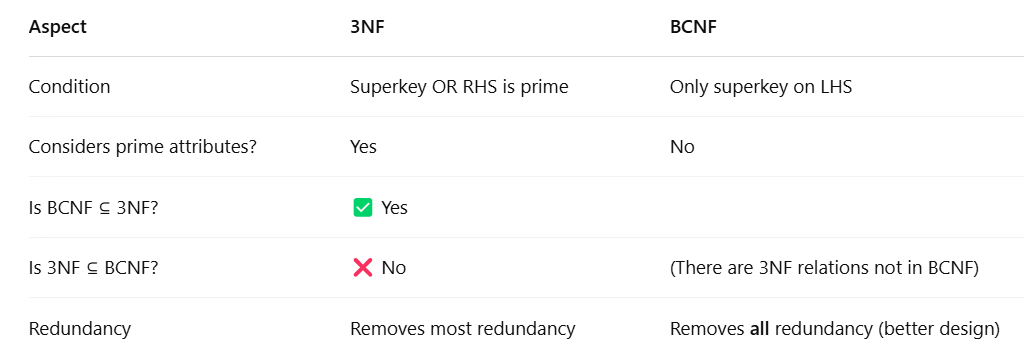 Aspect 3NF BCNF
Condition Superkey OR RHS is prime Only superkey on LHS
Considers prime attributes? Yes No
Is BCNF ⊆ 3NF? ✅ Yes
Is 3NF ⊆ BCNF? ❌ No (There are 3NF relations not in BCNF)
Redundancy Removes most redundancy Removes all redundancy (better design)